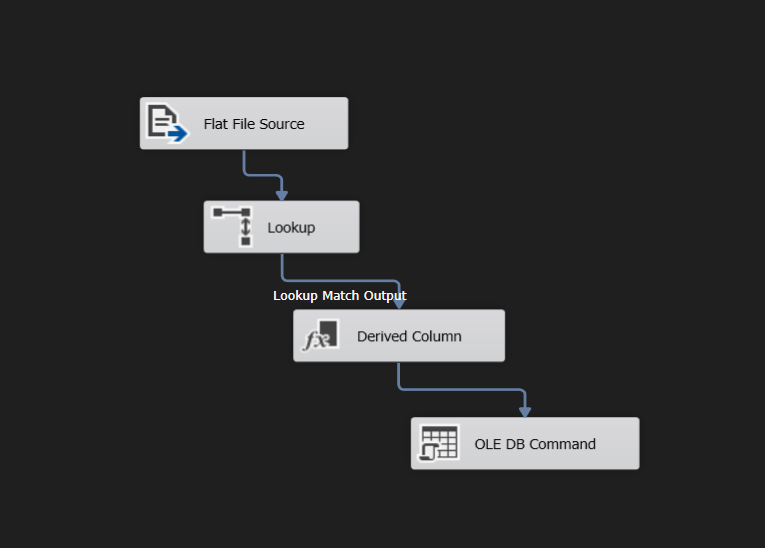 Flat File Source
Lookup
Lookup Match Output
Derived Column
OLE DB Command